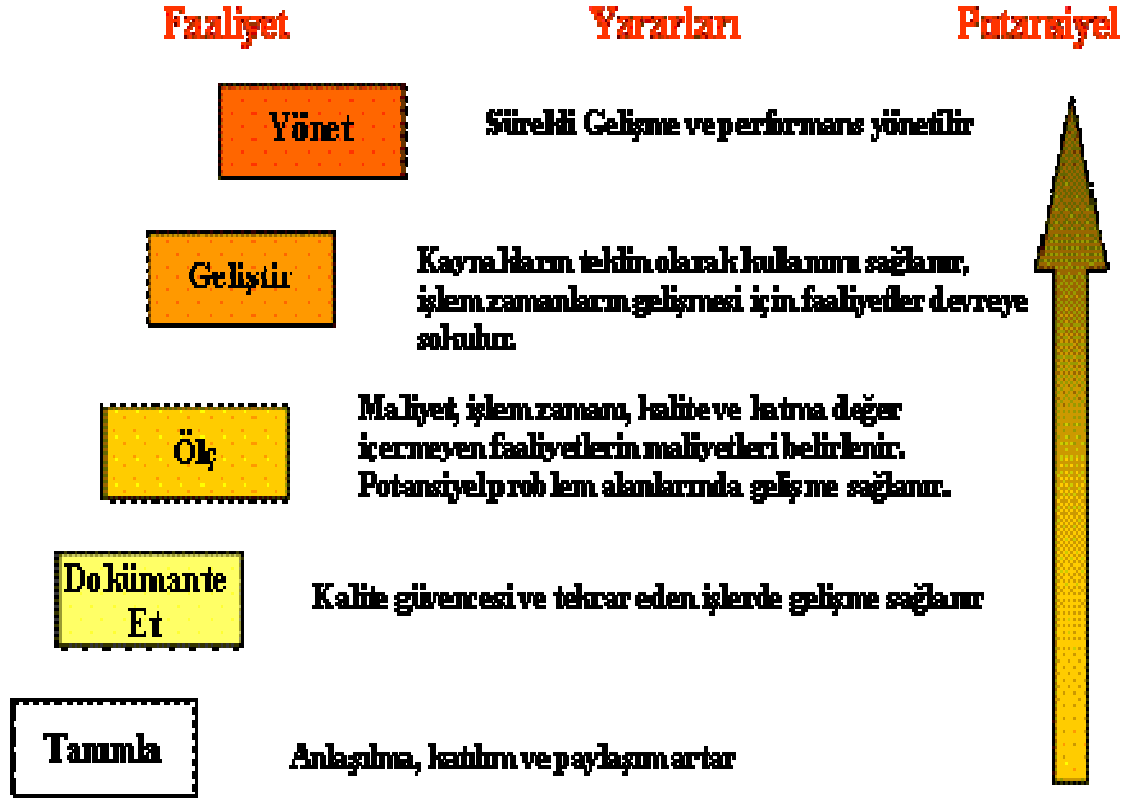 Faaliyet Yararları Potansiyel
Yönet
Sürekli Gelişme ve performans yönetilir
Geliştir
Kaynakların etkin olarak kullanımı sağlanır,
işlem zamanların gelişmesi için faaliyetler devreye
sokulur.
Ölç
Maliyet, işlem zamanı, kalite ve katma değer
içermeyen faaliyetlerin maliyetleri belirlenir.
Potansiyel problem alanlarında gelişme sağlanır.
Dokümante
Et
Kalite güvencesi ve tekrar eden işlerde gelişme sağlanır
Tanımla
Anlaşılma, katılım ve paylaşım artar